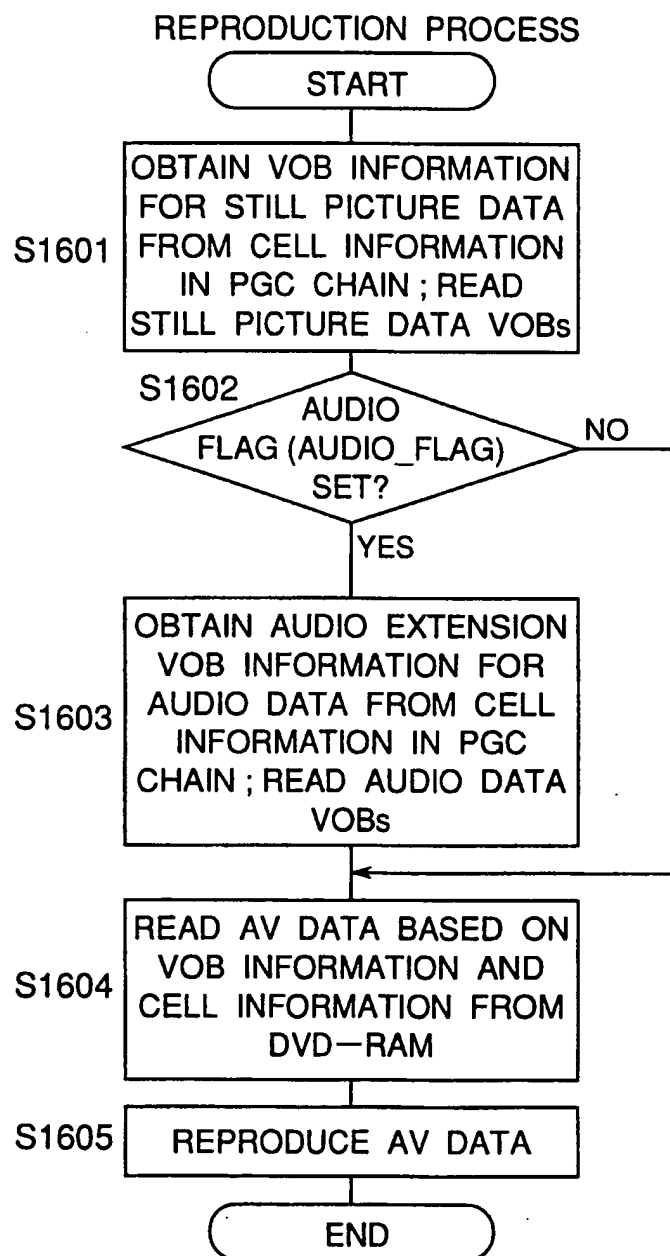 REPRODUCTION PROCESS
START
OBTAIN VOB INFORMATION
FOR STILL PICTURE DATA
FROM CELL INFORMATION
IN PGC CHAIN ; READ
STILL PICTURE DATA VOBs
S1601
S1602
AUDIO
FLAG (AUDIO_FLAG)
SET?
NO
YES
OBTAIN AUDIO EXTENSION
VOB INFORMATION FOR
AUDIO DATA FROM CELL
INFORMATION IN PGC
CHAIN ; READ AUDIO DATA
VOBs
S1603
READ AV DATA BASED ON
VOB INFORMATION AND
CELL INFORMATION FROM
DVD—RAM
S1604
S1605
REPRODUCE AV DATA
END